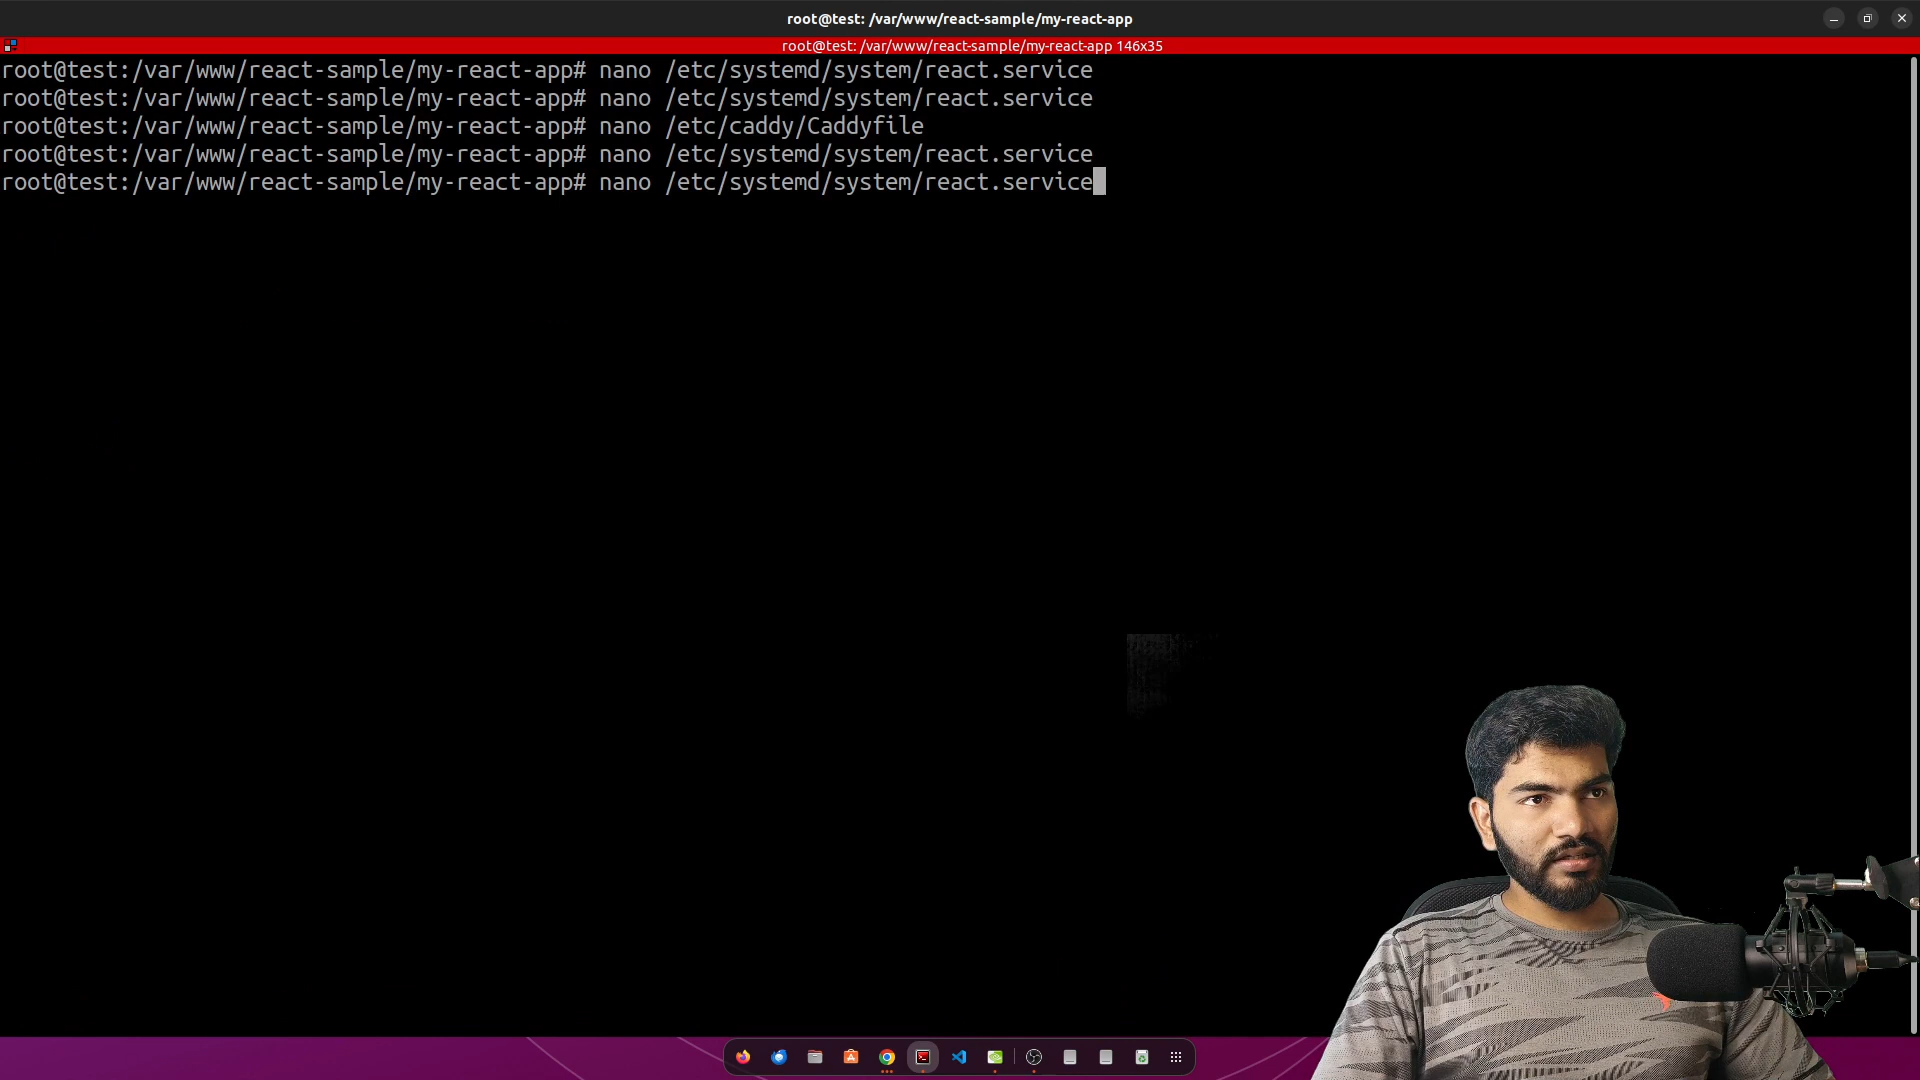 root@test: /var/www/react-sample/my-react-app
root@test: /var/www/react-sample/my-react-app 146x35
root@test:/var/www/react-sample/my-react-app# nano /etc/systemd/system/react.service
root@test:/var/www/react-sample/my-react-app# nano /etc/systemd/system/react.service
root@test:/var/www/react-sample/my-react-app# nano /etc/caddy/Caddyfile
root@test:/var/www/react-sample/my-react-app# nano /etc/systemd/system/react.service
root@test:/var/www/react-sample/my-react-app# nano /etc/systemd/system/react.service